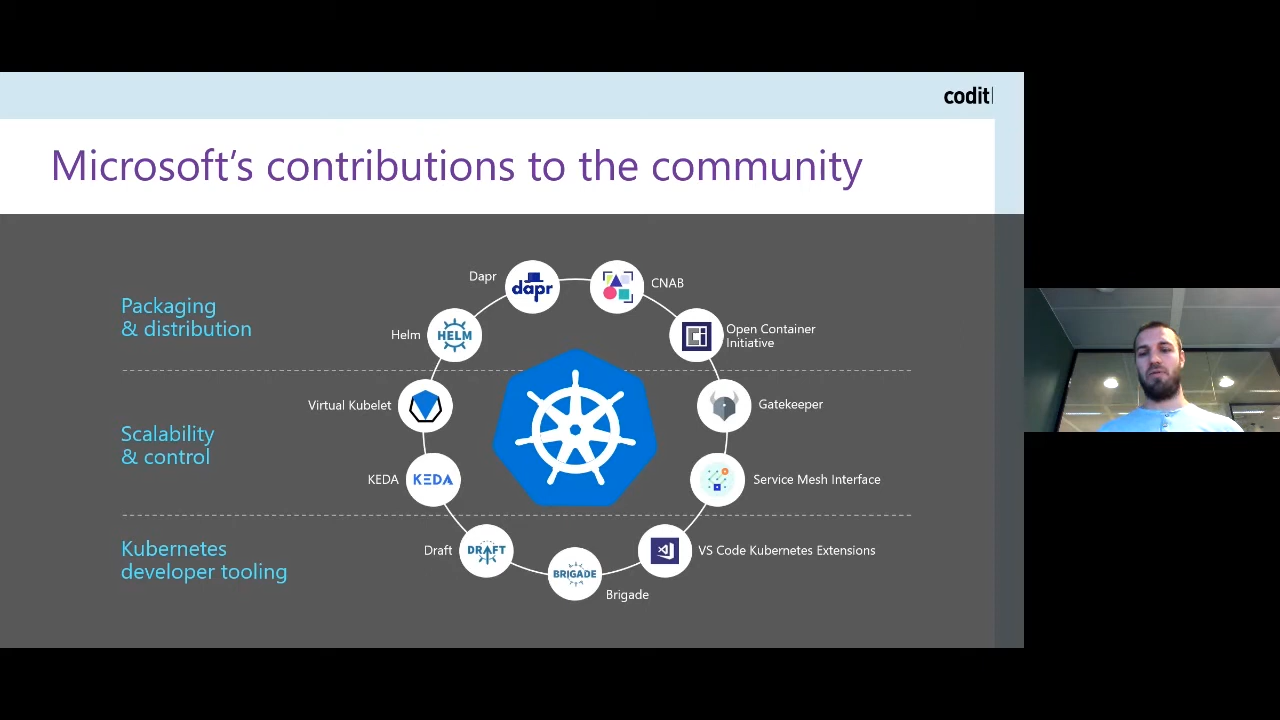 codit
Microsoft's contributions to the community
Packaging
& distribution
Dapr
dapr
CNAB
Helm
HELM
Open Container
Initiative
Scalability
& control
Virtual Kubelet
Gatekeeper
KEDA
KEDA
Service Mesh Interface
Kubernetes
developer tooling
Draft
DRAFT
VS Code Kubernetes Extensions
BRIGADE
Brigade